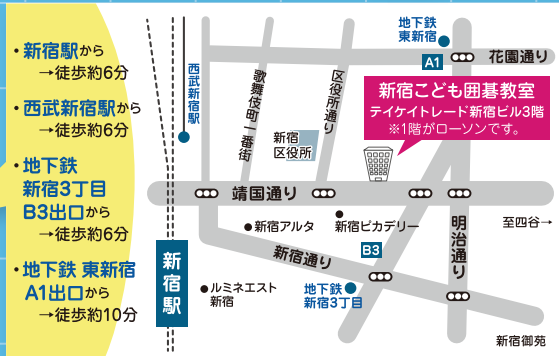 ・新宿駅から
→徒歩約6分
・西武新宿駅から
→徒歩約6分
・地下鉄
新宿3丁目
B3出口から
→徒歩約6分
・地下鉄 東新宿
A1出口から
→徒歩約10分
地下鉄
東新宿
A1
花園通り
西武新宿駅
歌舞伎町一番街
区役所通り
新宿
区役所
新宿こども囲碁教室
テイケイトレード新宿ビル3階
※1階がローソンです。
靖国通り
新宿アルタ
新宿ピカデリー
明治通り
至四谷→
新宿駅
新宿通り
B3
ルミネエスト
新宿
地下鉄
新宿3丁目
新宿御苑